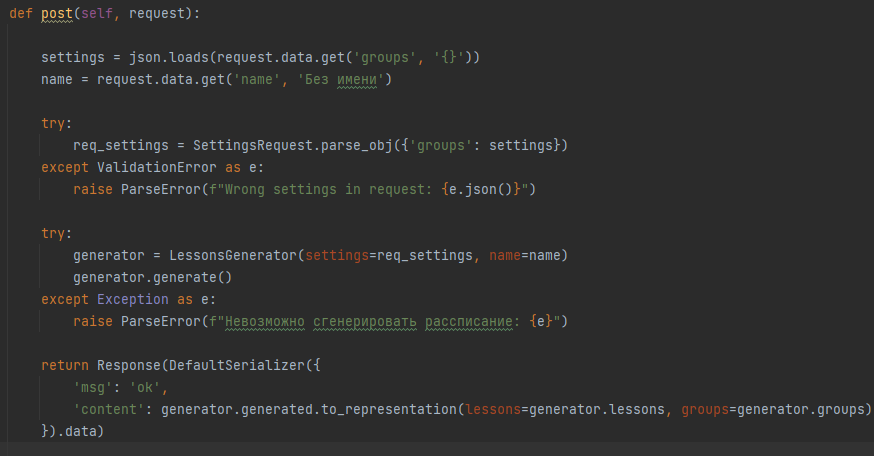 def post(self, request):
settings = json.loads(request.data.get('groups', '{}'))
name = request.data.get('name', 'Без имени')
try:
req_settings = SettingsRequest.parse_obj({'groups': settings})
except ValidationError as e:
raise ParseError(f"Wrong settings in request: {e.json()}")
try:
generator = LessonsGenerator(settings=req_settings, name=name)
generator.generate()
except Exception as e:
raise ParseError(f"Невозможно сгенерировать рассписание: {e}")
return Response(DefaultSerializer({
'msg': 'ok',
'content': generator.generated.to_representation(lessons=generator.lessons, groups=generator.groups)
}).data)